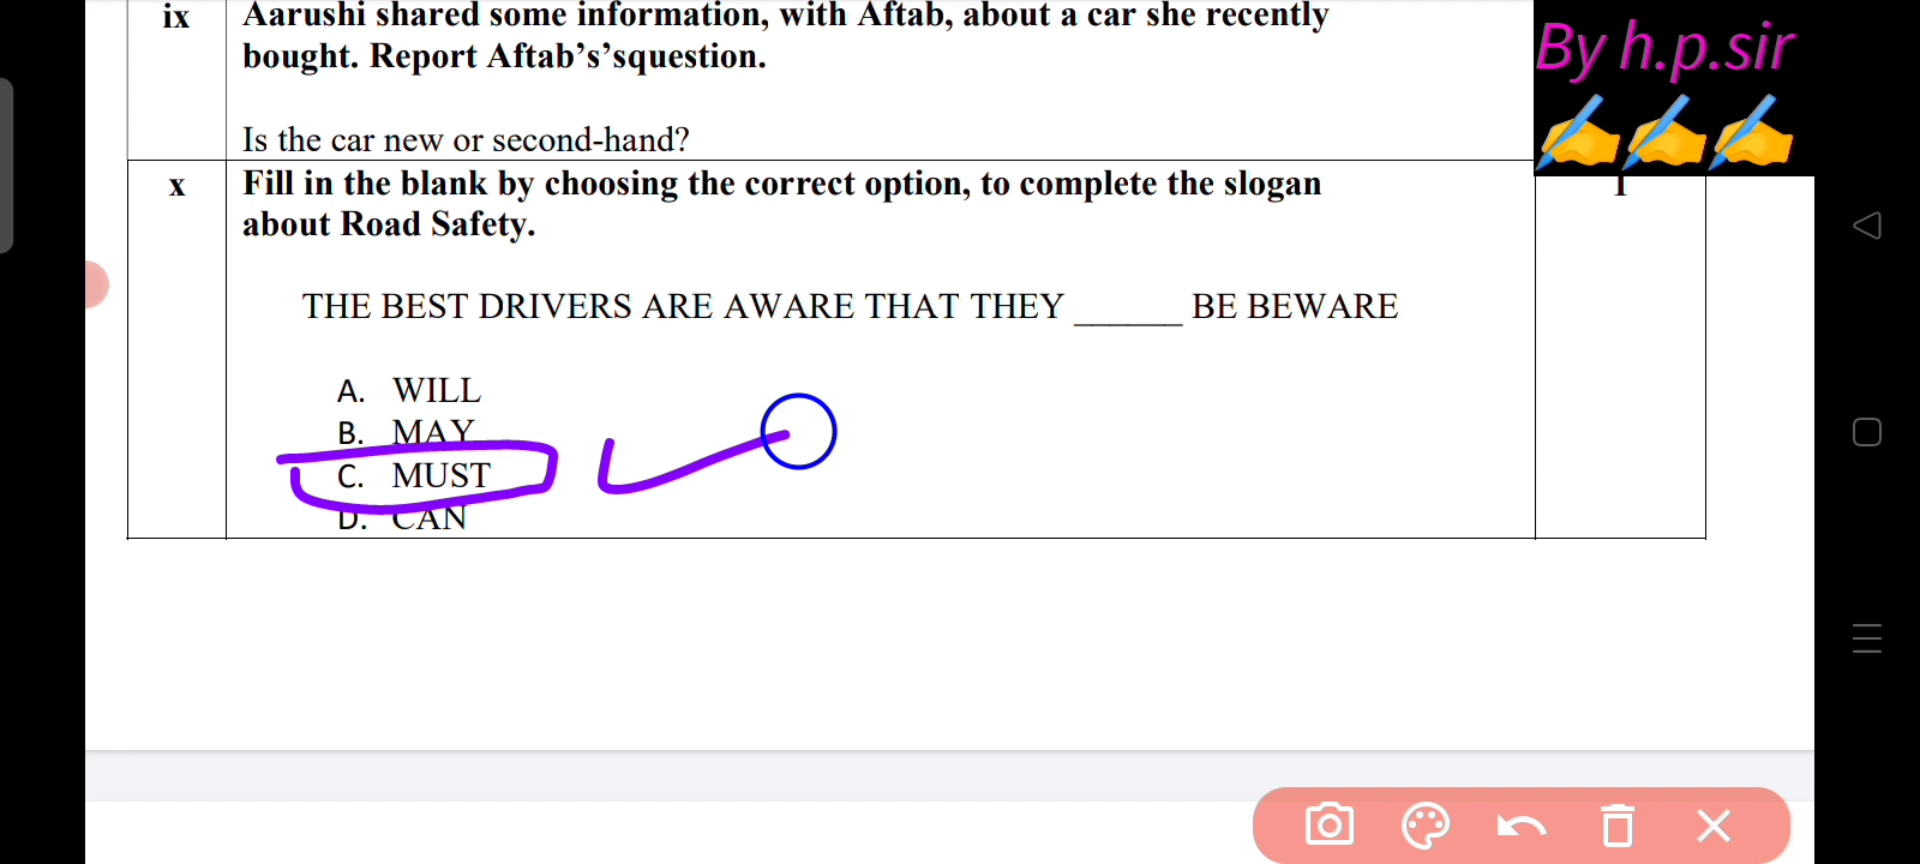 ix Aarushi shared some information, with Aftab, about a car she recently
bought. Report Aftab’s’squestion.
By h.p.sir
Is the car new or second-hand?
x Fill in the blank by choosing the correct option, to complete the slogan 1
about Road Safety.
THE BEST DRIVERS ARE AWARE THAT THEY ______ BE BEWARE
A. WILL
B. MAY
C. MUST
D. CAN